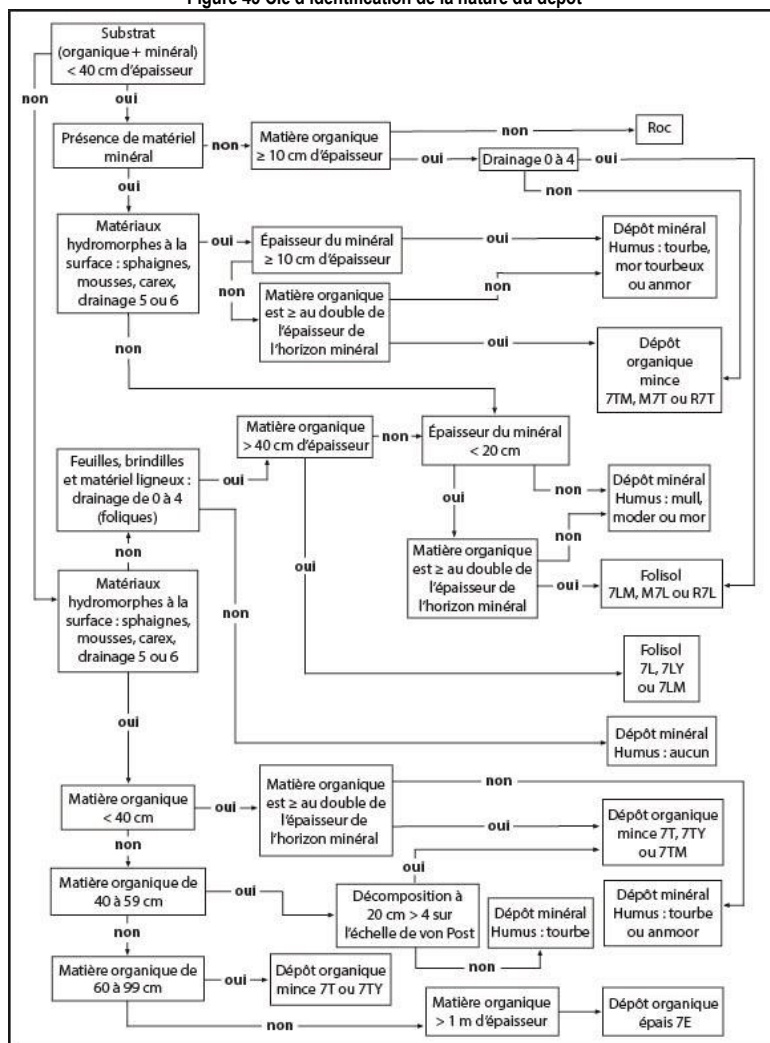 Figure 40 Clé d'identification de la nature du dépôt
Substrat
(organique + minéral)
< 40 cm d'épaisseur
non
oui
Présence de matériel
minéral
non
Matière organique
≥ 10 cm d'épaisseur
non
Roc
oui
Drainage 0 à 4
oui
non
oui
Matériaux
hydromorphes à la
surface : sphaignes,
mousses, carex,
drainage 5 ou 6
oui
Épaisseur du minéral
≥ 10 cm d'épaisseur
oui
Dépôt minéral
Humus : tourbe,
mor tourbeux
ou anmor
non
Matière organique
est ≥ au double de
l'épaisseur de
l'horizon minéral
non
oui
Dépôt
organique
mince
7TM, M7T ou R7T
non
Feuilles, brindilles
et matériel ligneux :
drainage de 0 à 4
(foliques)
oui
Matière organique
> 40 cm d'épaisseur
non
Épaisseur du minéral
< 20 cm
non
Dépôt minéral
Humus : mull,
moder ou mor
oui
Matière organique
est ≥ au double de
l'épaisseur de
l'horizon minéral
non
oui
Folisol
7LM, M7L ou R7L
non
oui
non
Matériaux
hydromorphes à la
surface : sphaignes,
mousses, carex,
drainage 5 ou 6
Folisol
7L, 7LY
ou 7LM
Dépôt minéral
Humus : aucun
oui
Matière organique
< 40 cm
oui
Matière organique
est ≥ au double de
l'épaisseur de
l'horizon minéral
non
oui
Dépôt organique
mince 7T, 7TY
ou 7TM
non
Matière organique de
40 à 59 cm
oui
Décomposition à
20 cm > 4 sur
l'échelle de von Post
oui
non
Dépôt minéral
Humus : tourbe
Dépôt minéral
Humus : tourbe
ou anmoor
non
Matière organique de
60 à 99 cm
oui
Dépôt organique
mince 7T ou 7TY
non
Matière organique
> 1 m d'épaisseur
Dépôt organique
épais 7E